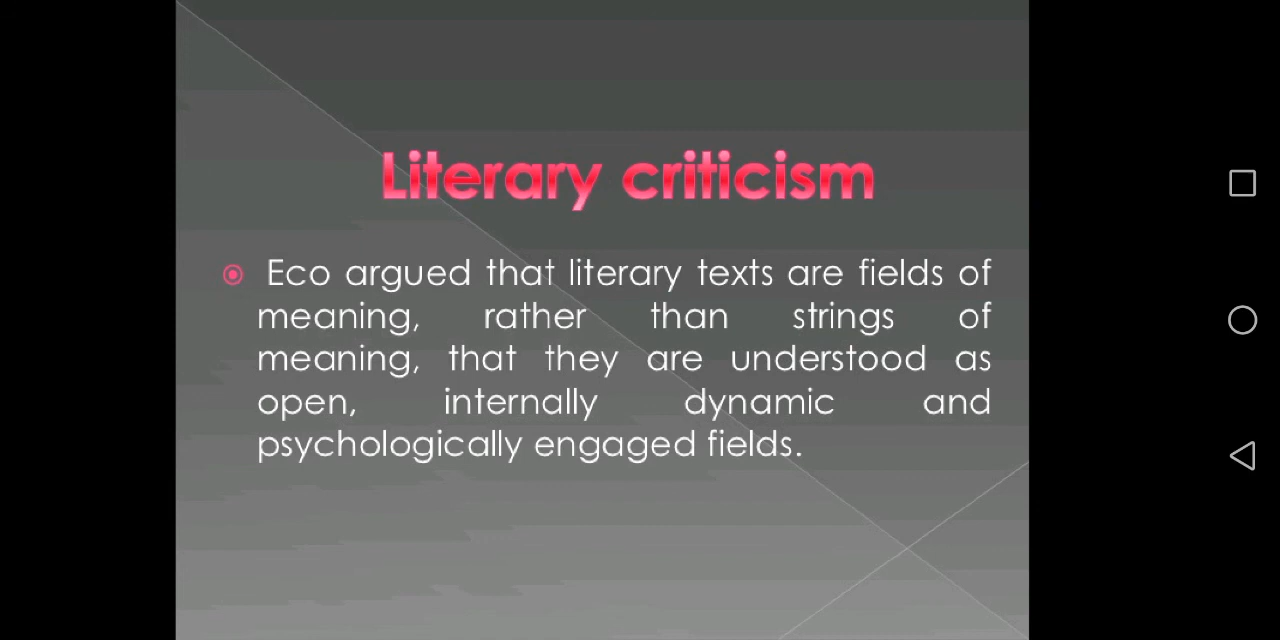 Literary criticism
Eco argued that literary texts are fields of
meaning, rather than strings of
meaning, that they are understood as
open, internally dynamic and
psychologically engaged fields.